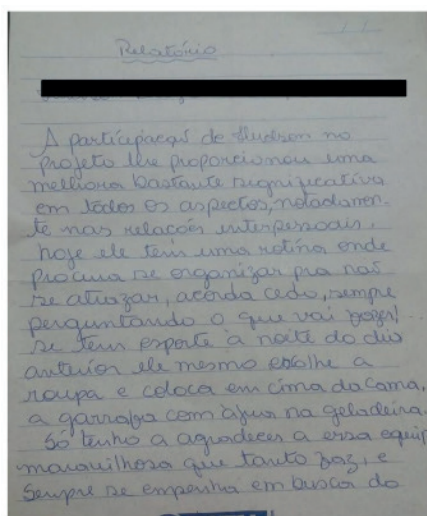 Relatório
A participaçaõ de Hudson no
projeto lhe proporcionou uma
melhora bastante significativa
em todos os aspectos, notadamen-
te nas relações interpessoais,
hoje ele tem uma rotina onde
procura se organizar pra não
se atrazar, acorda cedo, sempre
perguntando o que vai fazer!
se tem esporte à noite do dia
anterior ele mesmo escolhe a
roupa e coloca em cima da cama,
a garrafa com água na geladeira.
Só tenho a agradecer a essa equip
maravilhosa que tanto faz, e
sempre se empenha em busca do